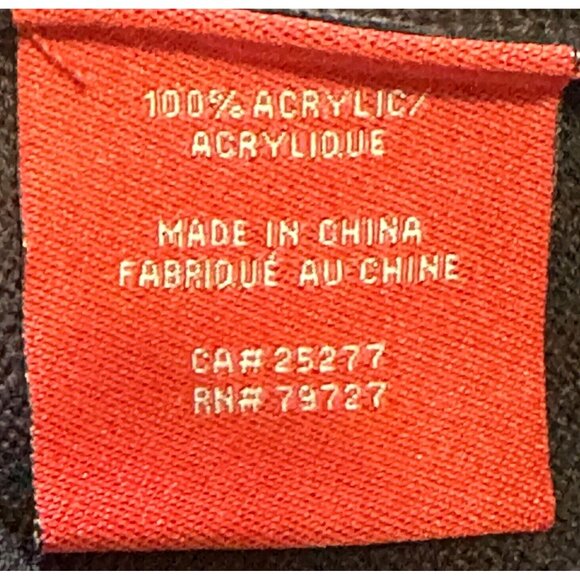 100% ACRYLIC/
ACRYLIQUE
MADE IN CHINA
FABRIQUÉ AU CHINE
CA# 25277
RN# 79727